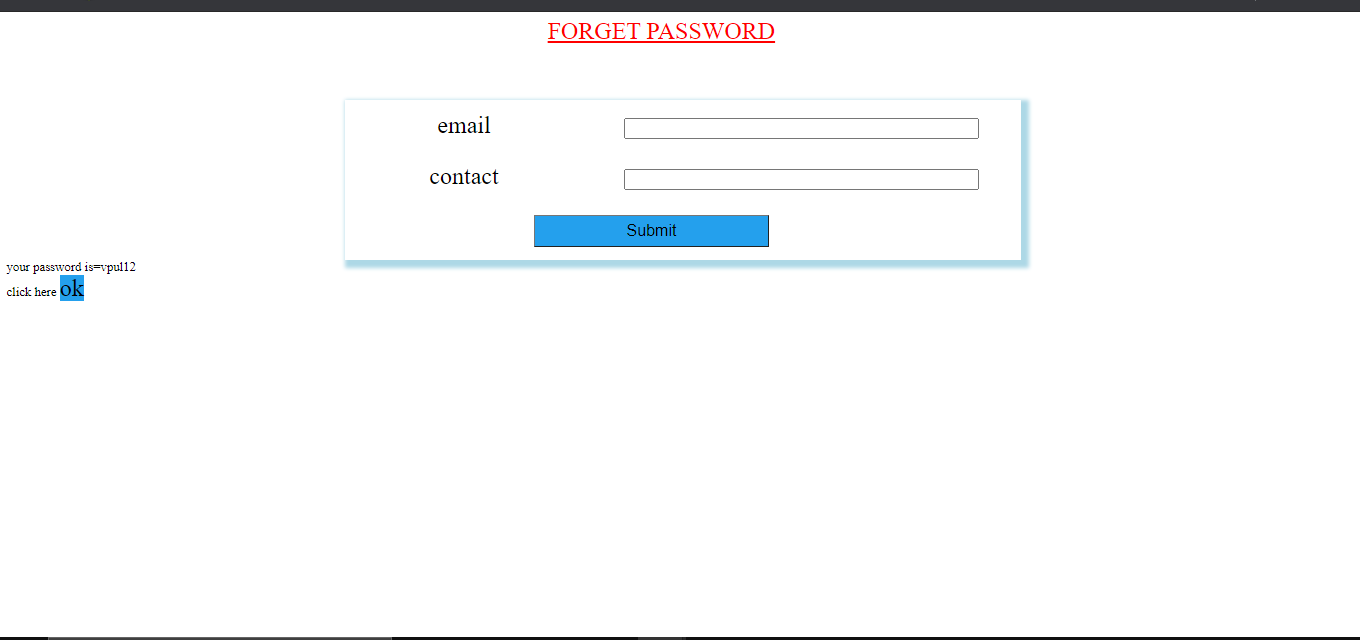 FORGET PASSWORD
email
contact
Submit
your password is=vpul12
click here ok